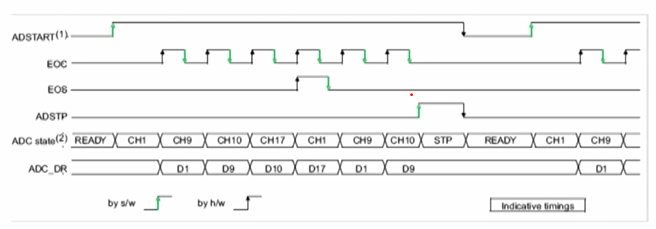 ADSTART(1)
EOC
EOS
ADSTP
ADC state(2) READY CH1 CH9 CH10 CH17 CH1 CH9 CH10 STP READY CH1 CH9
ADC_DR D1 D9 D10 D17 D1 D9 D1
by s/w by h/w Indicative timings